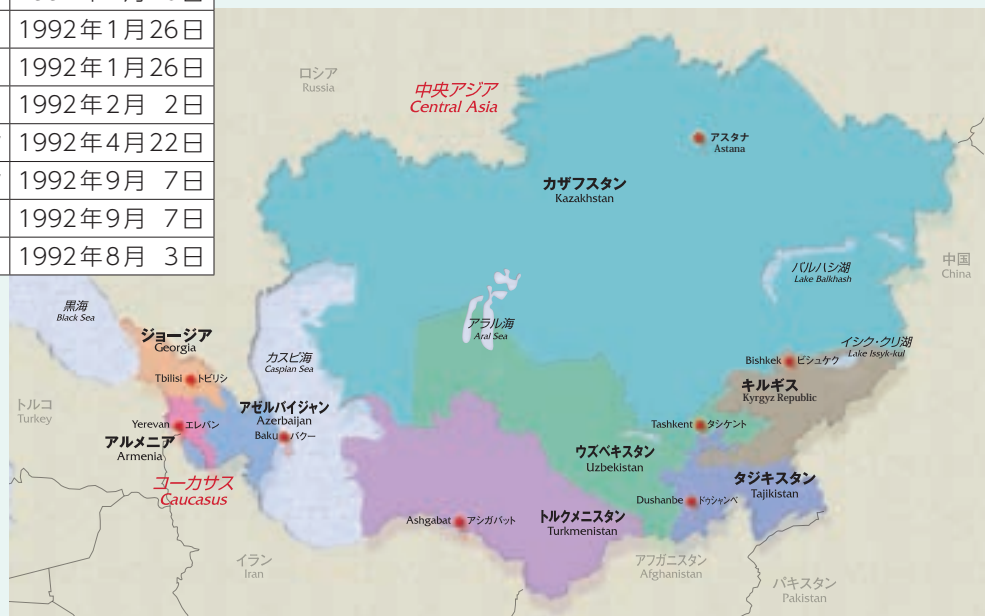 1992年1月26日
1992年1月26日
1992年2月 2日
1992年4月22日
1992年9月 7日
1992年9月 7日
1992年8月 3日
ロシア
Russia
中央アジア
Central Asia
アスタナ
Astana
カザフスタン
Kazakhstan
中国
China
バルハシ湖
Lake Balkhash
黒海
Black Sea
アラル海
Aral Sea
ジョージア
Georgia
イシク・クリ湖
Lake Issyk-kul
カスピ海
Caspian Sea
Bishkek ビシュケク
Tbilisi トビリシ
キルギス
Kyrgyz Republic
トルコ
Turkey
アゼルバイジャン
Azerbaijan
Yerevan エレバン
Baku バクー
Tashkent タシケント
アルメニア
Armenia
ウズベキスタン
Uzbekistan
コーカサス
Caucasus
タジキスタン
Tajikistan
Dushanbe ドゥシャンベ
Ashgabat アシガバット
トルクメニスタン
Turkmenistan
イラン
Iran
アフガニスタン
Afghanistan
パキスタン
Pakistan